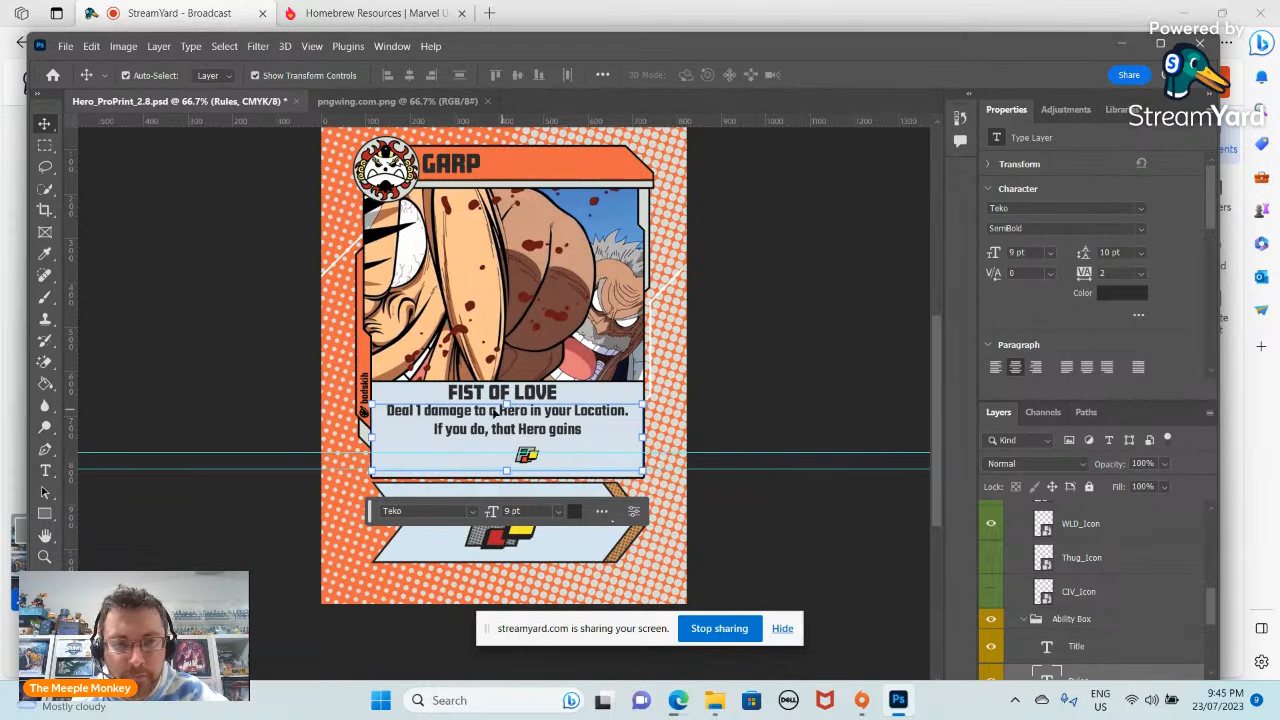 StreamYard - Dashboard
Homebrew Resources | Marvel U
Powered by
StreamYard
Ps File Edit Image Layer Type Select Filter 3D View Plugins Window Help
Auto-Select: Layer Show Transform Controls
3D Mode:
Share
Hero_ProPrint_2.8.psd @ 66.7% (Rules, CMYK/8) *
pngwing.com.png @ 66.7% (RGB/8#)
Properties Adjustments
T Type Layer
Transform
Character
Teko
SemiBold
9 pt 10 pt
0 2
Color
Paragraph
GARP
hodskih
FIST OF LOVE
Deal 1 damage to a Hero in your Location.
If you do, that Hero gains
Teko 9 pt
Layers Channels Paths
Kind
Normal Opacity: 100%
Lock: Fill: 100%
WLD_Icon
Thug_Icon
CIV_Icon
Ability Box
T Title
streamyard.com is sharing your screen. Stop sharing Hide
The Meeple Monkey
Mostly cloudy
Search
DELL
ENG
US
9:45 PM
23/07/2023